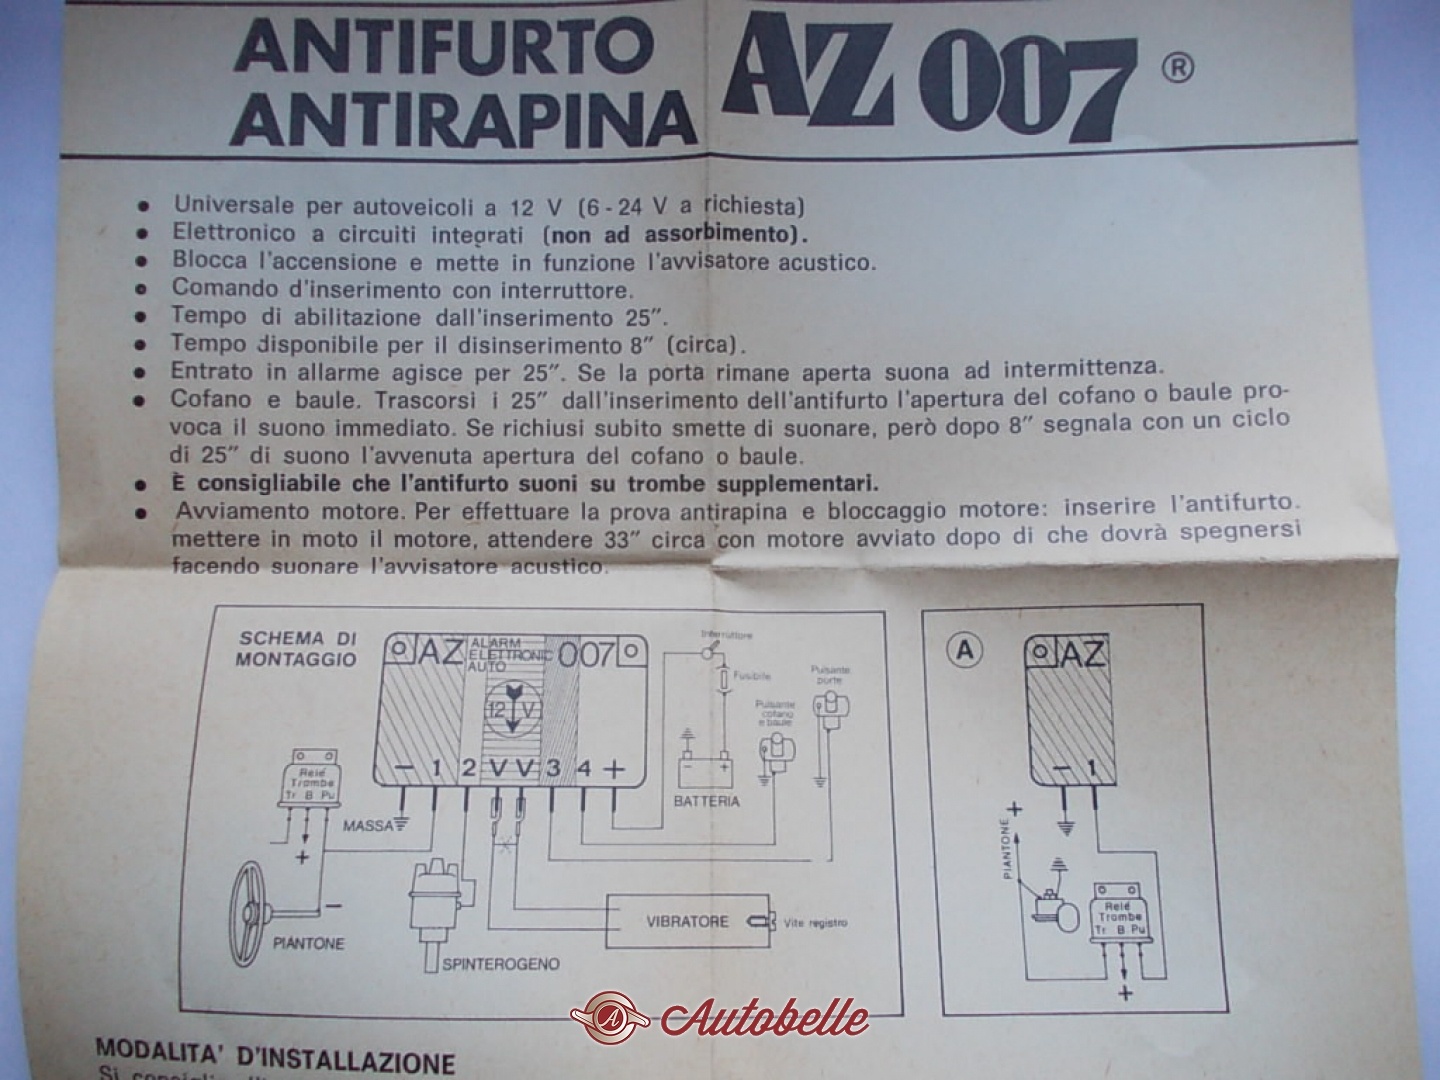 ANTIFURTO
ANTIRAPINA
AZ 007 ®
• Universale per autoveicoli a 12 V (6 - 24 V a richiesta)
• Elettronico a circuiti integrati (non ad assorbimento).
• Blocca l'accensione e mette in funzione l'avvisatore acustico.
• Comando d'inserimento con interruttore.
• Tempo di abilitazione dall'inserimento 25″.
• Tempo disponibile per il disinserimento 8″ (circa).
• Entrato in allarme agisce per 25″. Se la porta rimane aperta suona ad intermittenza.
• Cofano e baule. Trascorsi i 25″ dall'inserimento dell'antifurto l'apertura del cofano o baule pro-
voca il suono immediato. Se richiusi subito smette di suonare, però dopo 8″ segnala con un ciclo
di 25″ di suono l'avvenuta apertura del cofano o baule.
• È consigliabile che l'antifurto suoni su trombe supplementari.
• Avviamento motore. Per effettuare la prova antirapina e bloccaggio motore: inserire l'antifurto.
mettere in moto il motore, attendere 33″ circa con motore avviato dopo di che dovrà spegnersi
facendo suonare l'avvisatore acustico.
SCHEMA DI
MONTAGGIO
AZ
ALARM
ELETTRONIC
AUTO
007
12 V
− 1 2 V V 3 4 +
Interruttore
Fusibile
Pulsante
porte
Pulsante
cofano
e baule
− +
BATTERIA
Relé
Trombe
Tr B Pu
+
MASSA
−
PIANTONE
SPINTEROGENO
VIBRATORE
Vite registro
A
AZ
− 1
+
PIANTONE
Relé
Trombe
Tr B Pu
+
A
Autobelle
MODALITA' D'INSTALLAZIONE
Si